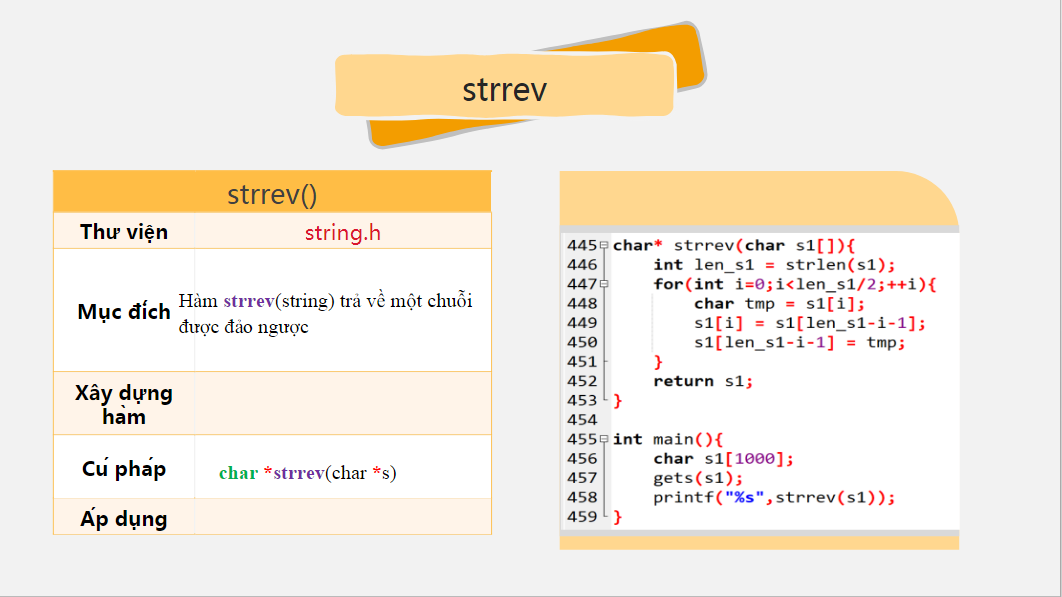 strrev
strrev()
Thư viện
string.h
Mục đích
Hàm strrev(string) trả về một chuỗi
được đảo ngược
Xây dựng
hàm
Cú pháp
char *strrev(char *s)
Áp dụng
445 char* strrev(char s1[]){
446 int len_s1 = strlen(s1);
447 for(int i=0;i<len_s1/2;++i){
448 char tmp = s1[i];
449 s1[i] = s1[len_s1-i-1];
450 s1[len_s1-i-1] = tmp;
451 }
452 return s1;
453 }
454
455 int main(){
456 char s1[1000];
457 gets(s1);
458 printf("%s",strrev(s1));
459 }